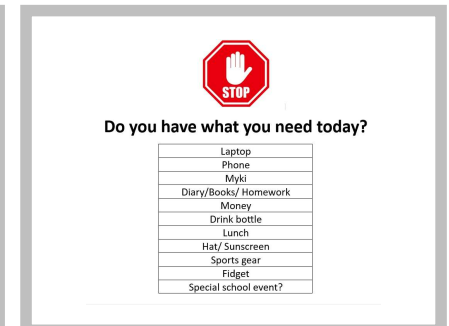 STOP
Do you have what you need today?
Laptop
Phone
Myki
Diary/Books/ Homework
Money
Drink bottle
Lunch
Hat/ Sunscreen
Sports gear
Fidget
Special school event?